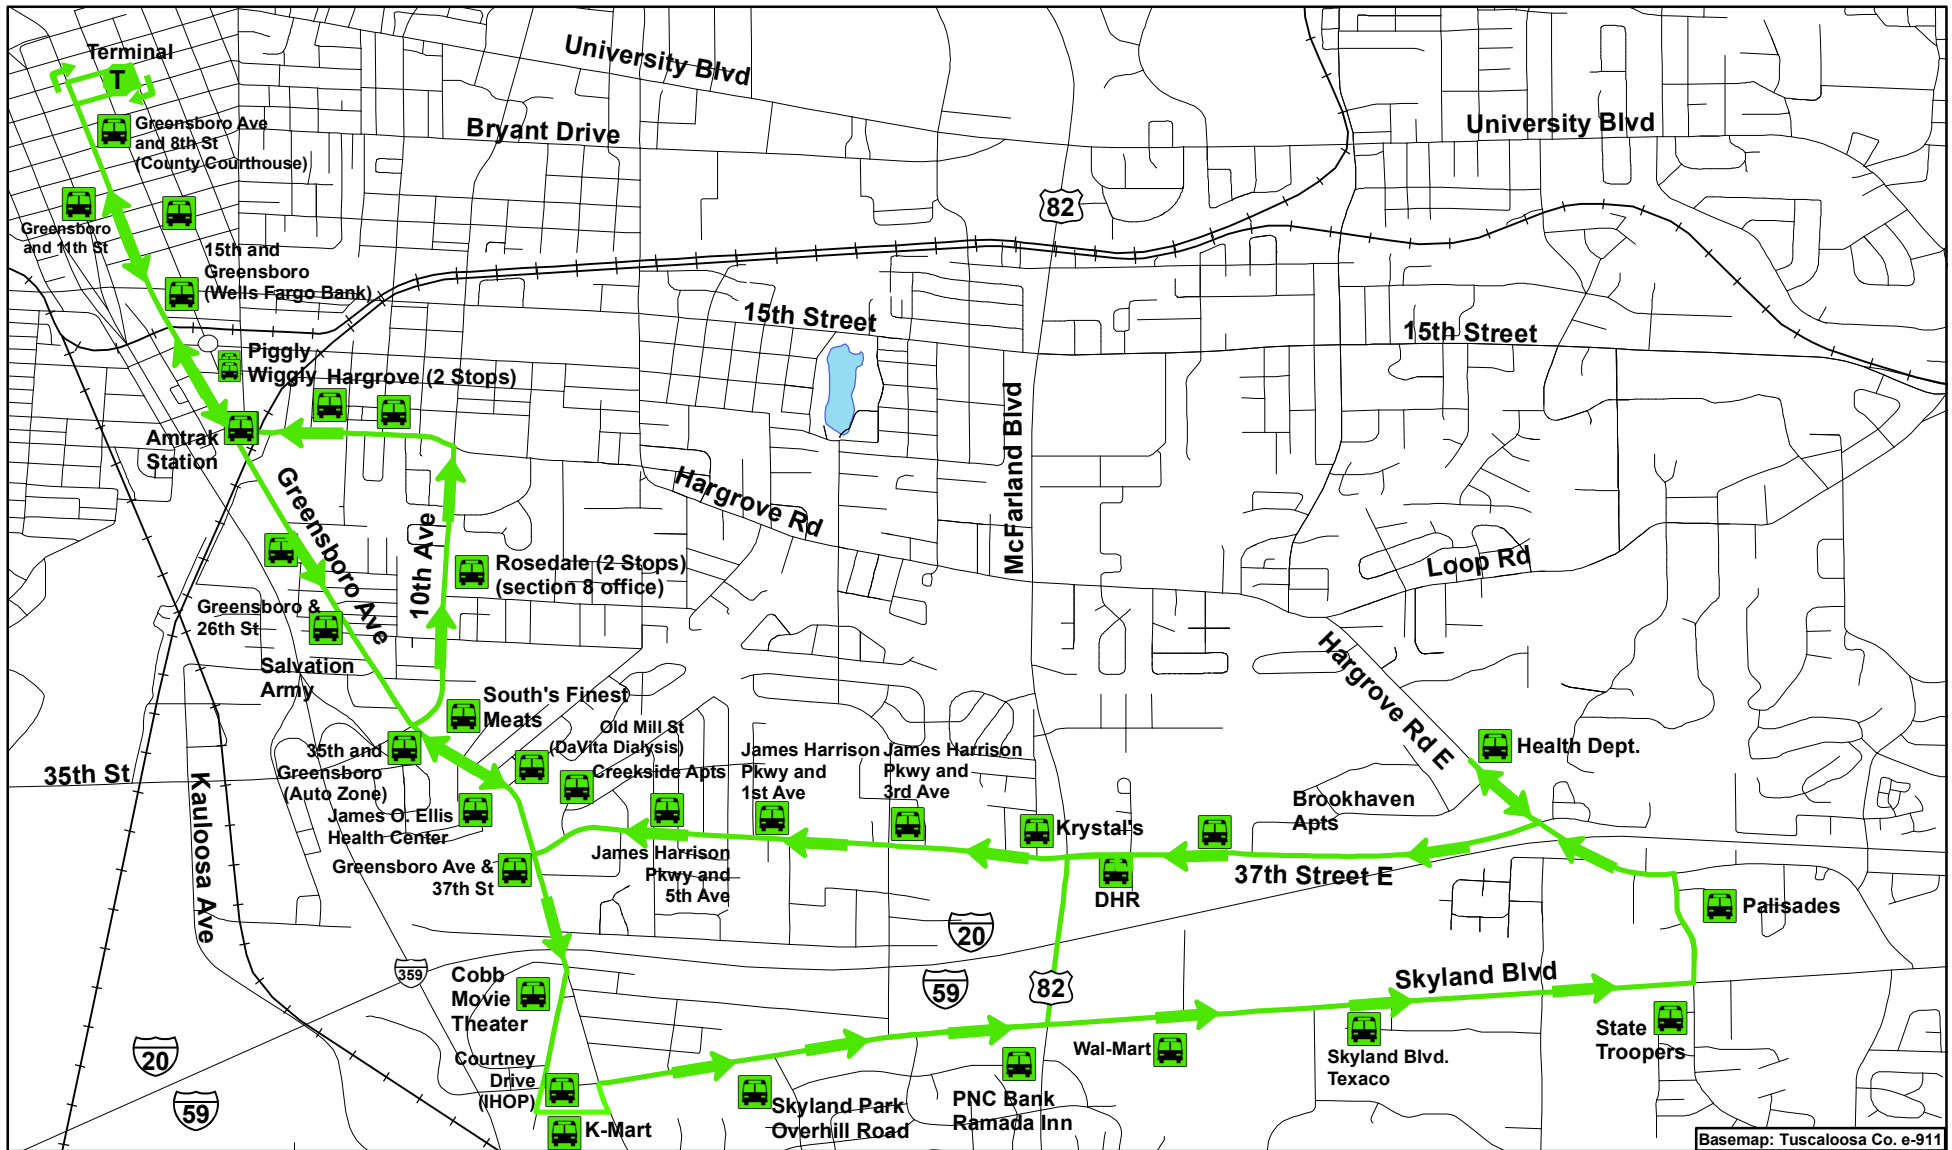 Terminal
T
University Blvd
Bryant Drive
University Blvd
Greensboro Ave
and 8th St
(County Courthouse)
82
Greensboro
and 11th St
15th and
Greensboro
(Wells Fargo Bank)
15th Street
15th Street
Piggly
Wiggly
Hargrove (2 Stops)
McFarland Blvd
Amtrak
Station
Greensboro Ave
Hargrove Rd
10th Ave
Rosedale (2 Stops)
(section 8 office)
Loop Rd
Greensboro &
26th St
Hargrove Rd E
Salvation
Army
South's Finest
Meats
Old Mill St
(DaVita Dialysis)
35th and
Greensboro
(Auto Zone)
Creekside Apts
James Harrison
Pkwy and
1st Ave
James Harrison
Pkwy and
3rd Ave
Health Dept.
35th St
Kauloosa Ave
James O. Ellis
Health Center
Brookhaven
Apts
Krystal's
Greensboro Ave &
37th St
James Harrison
Pkwy and
5th Ave
DHR
37th Street E
Palisades
20
359
Cobb
Movie
Theater
59
82
Skyland Blvd
State
Troopers
20
Courtney
Drive
(IHOP)
Wal-Mart
Skyland Blvd.
Texaco
59
K-Mart
Skyland Park
Overhill Road
PNC Bank
Ramada Inn
Basemap: Tuscaloosa Co. e-911